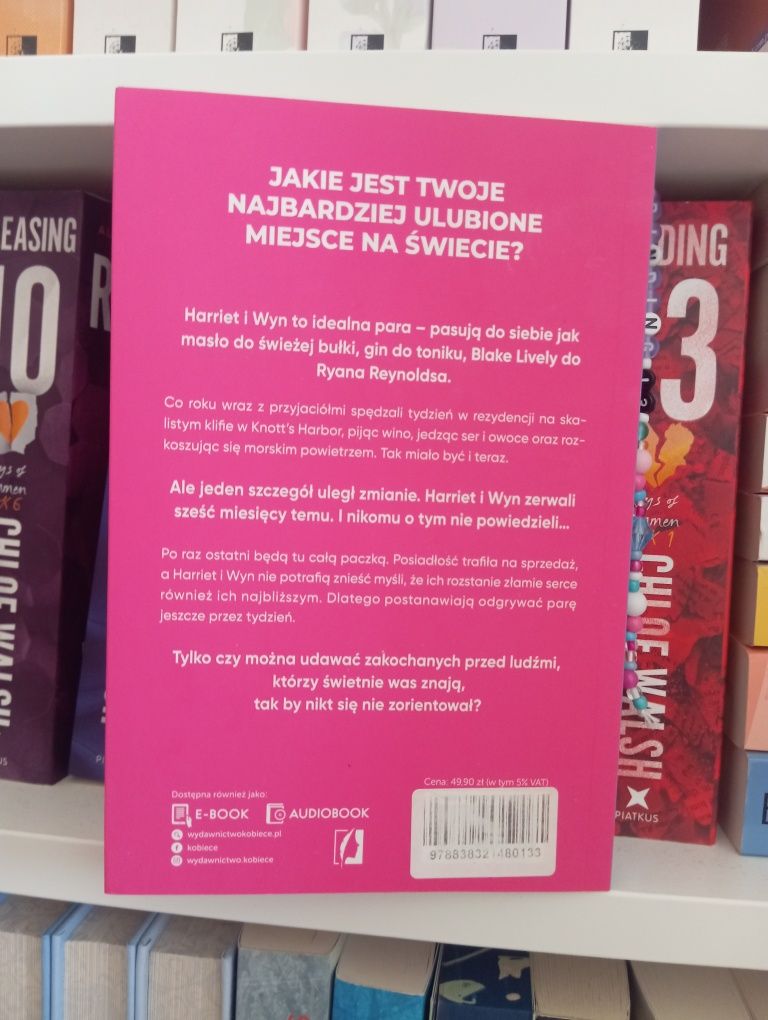 JAKIE JEST TWOJE
NAJBARDZIEJ ULUBIONE
MIEJSCE NA ŚWIECIE?
Harriet i Wyn to idealna para – pasują do siebie jak
masło do świeżej bułki, gin do toniku, Blake Lively do
Ryana Reynoldsa.
Co roku wraz z przyjaciółmi spędzali tydzień w rezydencji na ska-
listym klifie w Knott's Harbor, pijąc wino, jedząc ser i owoce oraz roz-
koszując się morskim powietrzem. Tak miało być i teraz.
Ale jeden szczegół uległ zmianie. Harriet i Wyn zerwali
sześć miesięcy temu. I nikomu o tym nie powiedzieli...
Po raz ostatni będą tu całą paczką. Posiadłość trafiła na sprzedaż,
a Harriet i Wyn nie potrafią znieść myśli, że ich rozstanie złamie serce
również ich najbliższym. Dlatego postanawiają odgrywać parę
jeszcze przez tydzień.
Tylko czy można udawać zakochanych przed ludźmi,
którzy świetnie was znają,
tak by nikt się nie zorientował?
Dostępna również jako:
E-BOOK AUDIOBOOK
wydawnictwokobiece.pl
kobiece
wydawnictwo.kobiece
Cena: 49,90 zł (w tym 5% VAT)
EASING
10
CHLOE WALSH
DING
3
CHLOE WALSH
PIATKUS